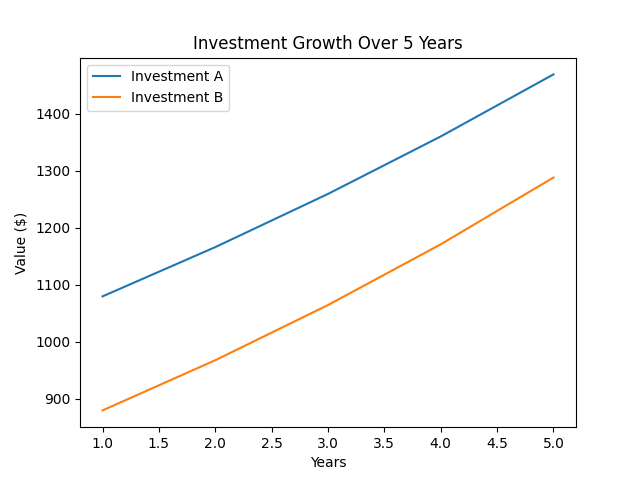 Investment Growth Over 5 Years
Investment A
Investment B
1400
1300
1200
1100
1000
900
Value ($)
1.0 1.5 2.0 2.5 3.0 3.5 4.0 4.5 5.0
Years